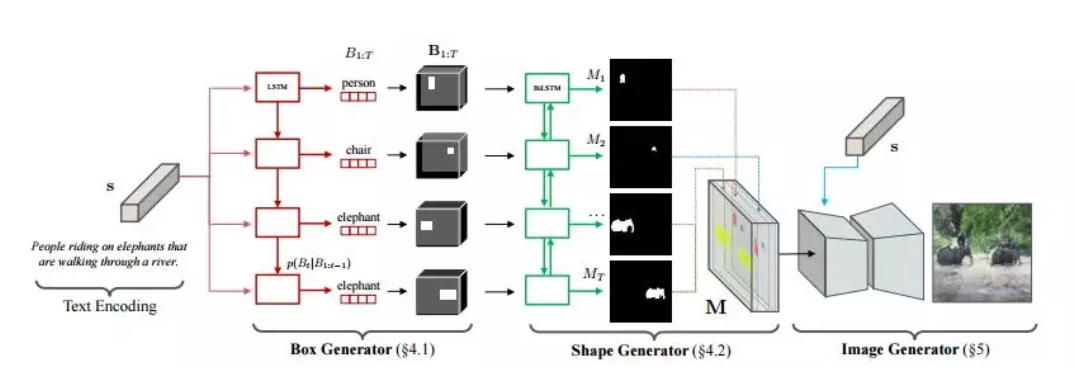 B₁:T
𝐁₁:T
LSTM
person
chair
elephant
p(Bₜ|B₁:ₜ₋₁)
elephant
BiLSTM
M₁
M₂
...
M_T
s
s
M
People riding on elephants that
are walking through a river.
Text Encoding
Box Generator (§4.1)
Shape Generator (§4.2)
Image Generator (§5)